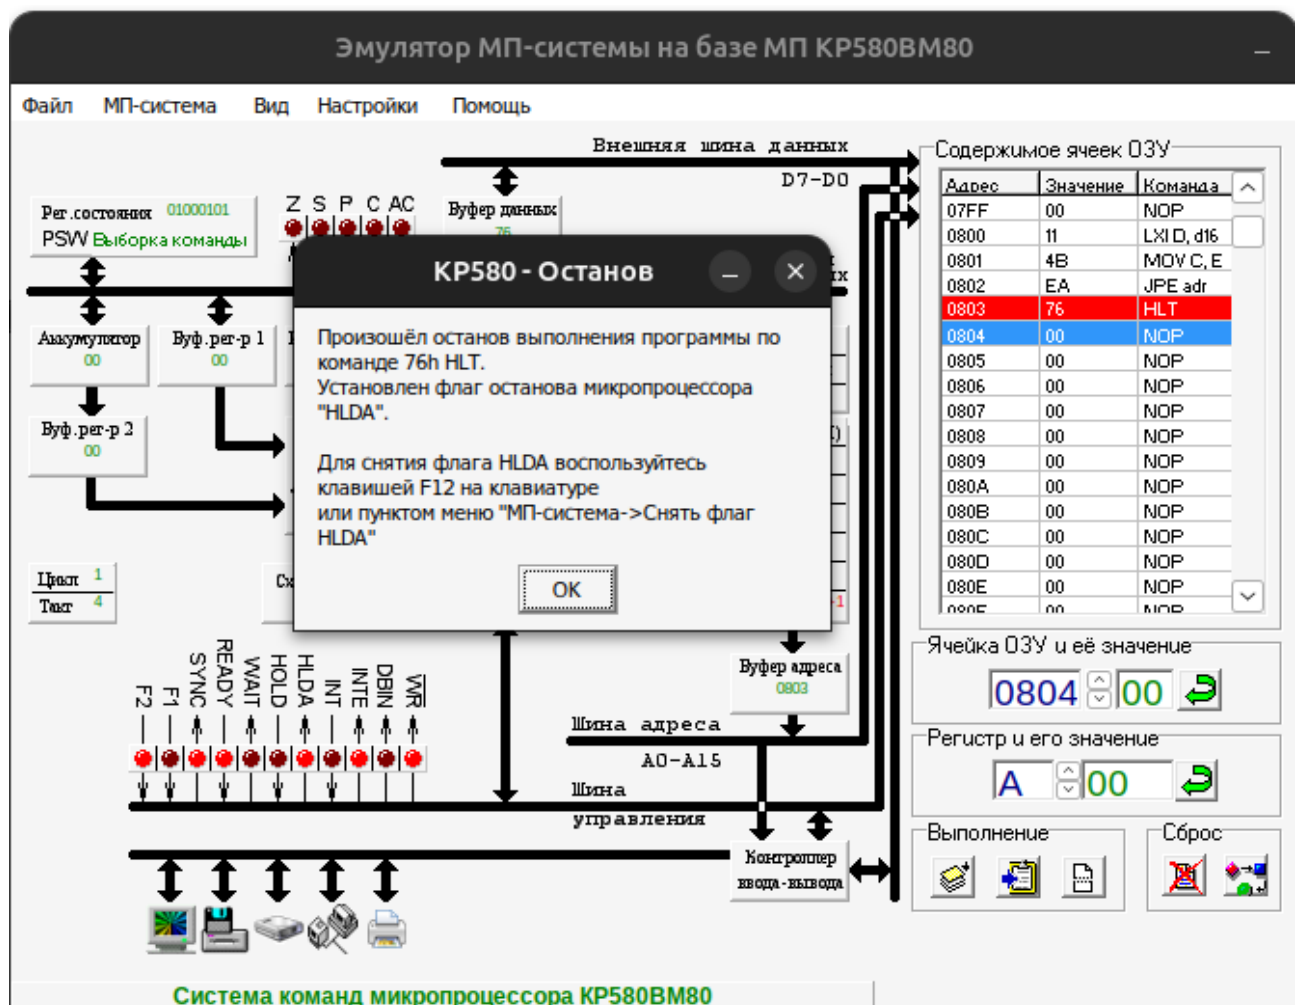 Эмулятор МП-системы на базе МП КР580ВМ80
Файл МП-система Вид Настройки Помощь
Внешняя шина данных
D7-D0
Рег.состояния 01000101
PSW Выборка команды
Z S P C AC
Буфер данных
76
Аккумулятор
00
Буф.рег-р 1
00
Буф.рег-р 2
00
Цикл 1
Такт 4
КР580 - Останов
Произошёл останов выполнения программы по
команде 76h HLT.
Установлен флаг останова микропроцессора
"HLDA".
Для снятия флага HLDA воспользуйтесь
клавишей F12 на клавиатуре
или пунктом меню "МП-система->Снять флаг
HLDA"
OK
F2 F1 SYNC READY WAIT HOLD HLDA INT INTE DBIN WR
Буфер адреса
0803
Шина адреса
A0-A15
Шина
управления
Контроллер
ввода-вывода
Содержимое ячеек ОЗУ
Адрес Значение Команда
07FF 00 NOP
0800 11 LXI D, d16
0801 4B MOV C, E
0802 EA JPE adr
0803 76 HLT
0804 00 NOP
0805 00 NOP
0806 00 NOP
0807 00 NOP
0808 00 NOP
0809 00 NOP
080A 00 NOP
080B 00 NOP
080C 00 NOP
080D 00 NOP
080E 00 NOP
080F 00 NOP
Ячейка ОЗУ и её значение
0804 00
Регистр и его значение
A 00
Выполнение
Сброс
Система команд микропроцессора КР580ВМ80